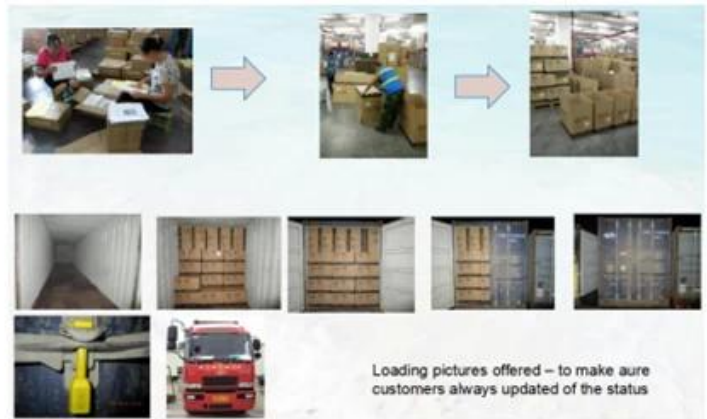 Loading pictures offered – to make aure
customers always updated of the status